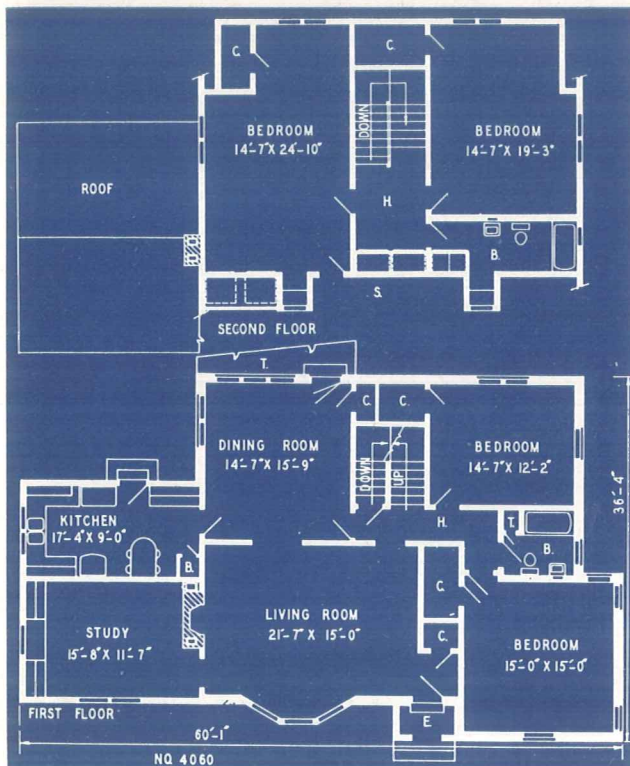 C.
C.
BEDROOM
14'-7" X 24'-10"
DOWN
BEDROOM
14'-7" X 19'-3"
ROOF
H.
B.
S.
SECOND FLOOR
T.
C.
C.
DINING ROOM
14'-7" X 15'-9"
DOWN
UP
BEDROOM
14'-7" X 12'-2"
36'-4"
KITCHEN
17'-4" X 9'-0"
H.
T.
B.
B.
C.
STUDY
15'-8" X 11'-7"
LIVING ROOM
21'-7" X 15'-0"
C.
BEDROOM
15'-0" X 15'-0"
FIRST FLOOR
E.
60'-1"
NO 4060